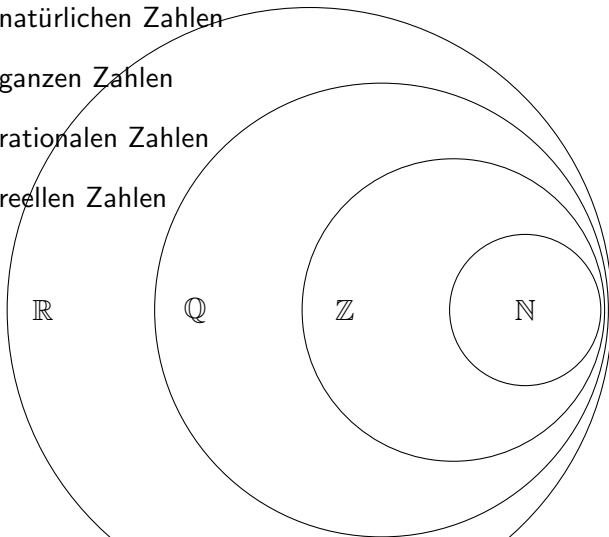 natürlichen Zahlen
ganzen Zahlen
rationalen Zahlen
reellen Zahlen
ℝ ℚ ℤ ℕ